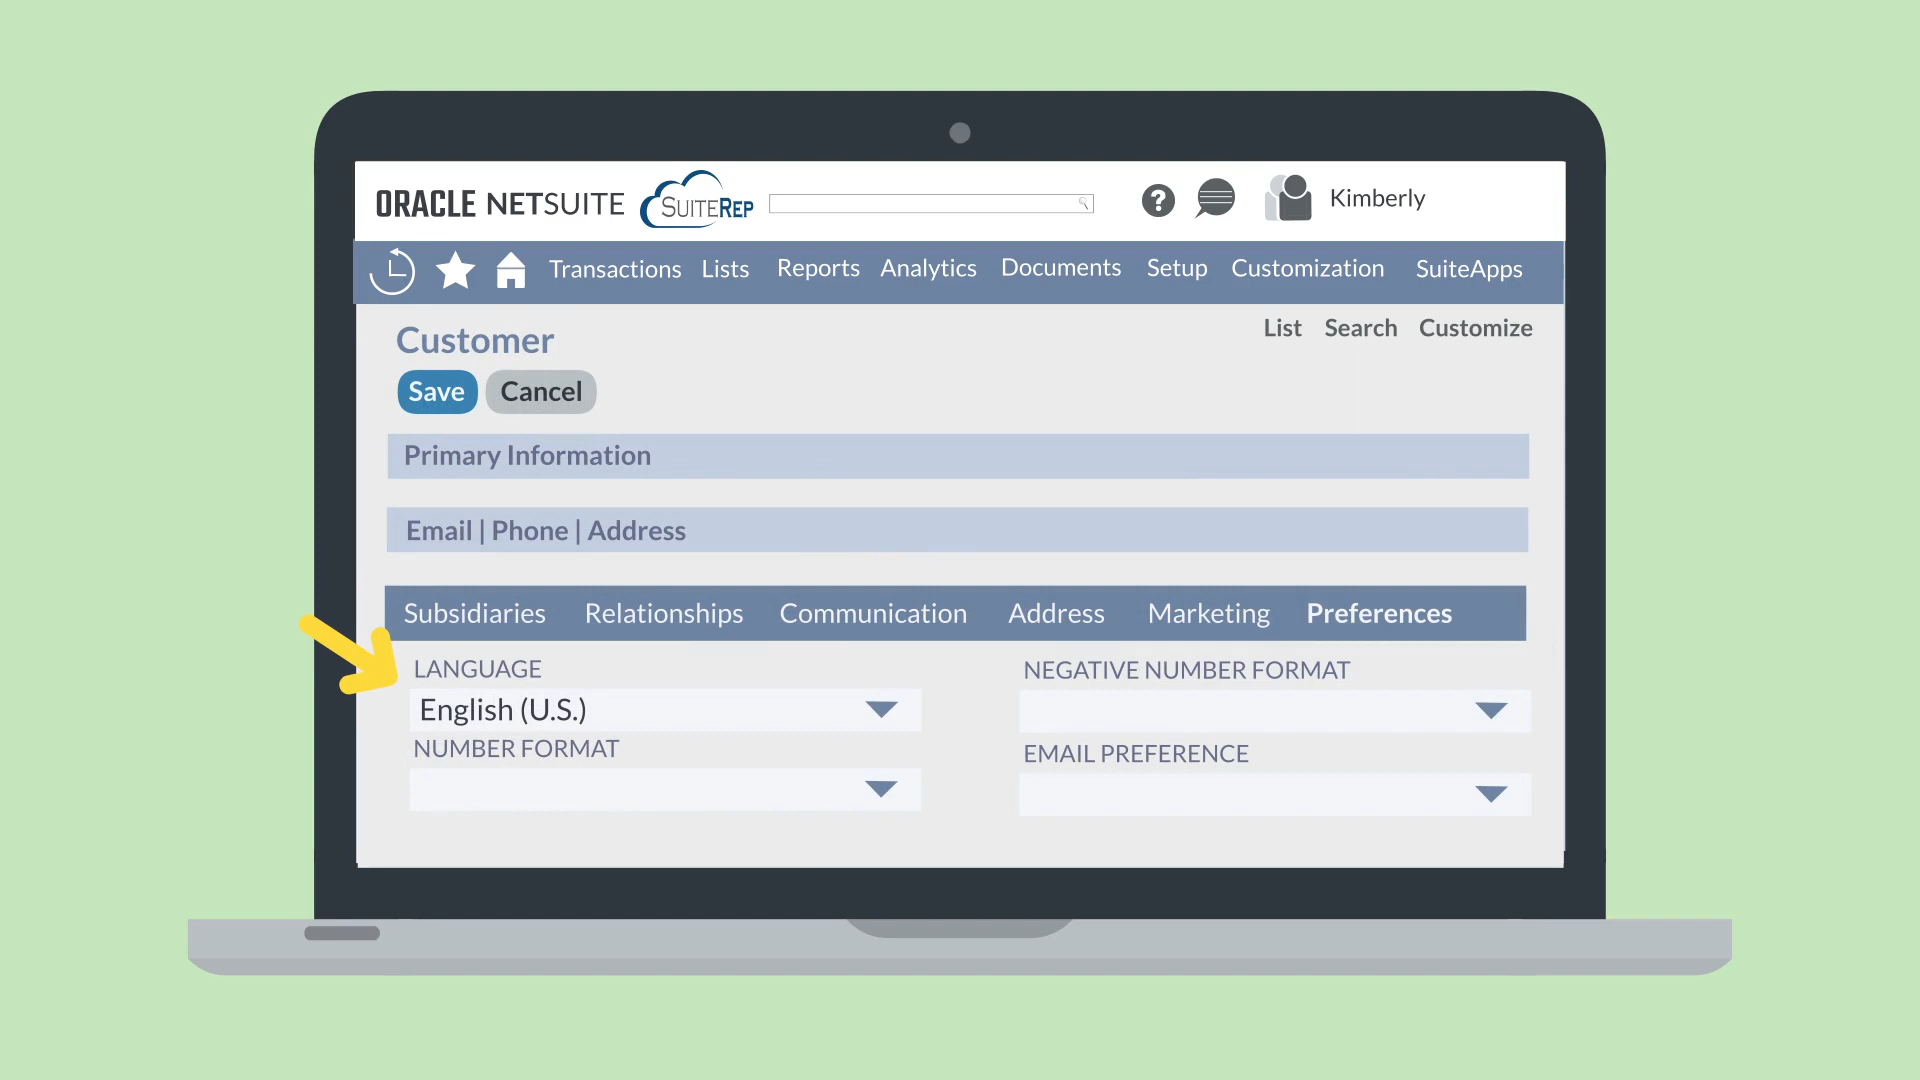 ORACLE NETSUITE SUITEREP Kimberly
Transactions Lists Reports Analytics Documents Setup Customization SuiteApps
Customer List Search Customize
Save Cancel
Primary Information
Email | Phone | Address
Subsidiaries Relationships Communication Address Marketing Preferences
LANGUAGE NEGATIVE NUMBER FORMAT
English (U.S.)
NUMBER FORMAT EMAIL PREFERENCE